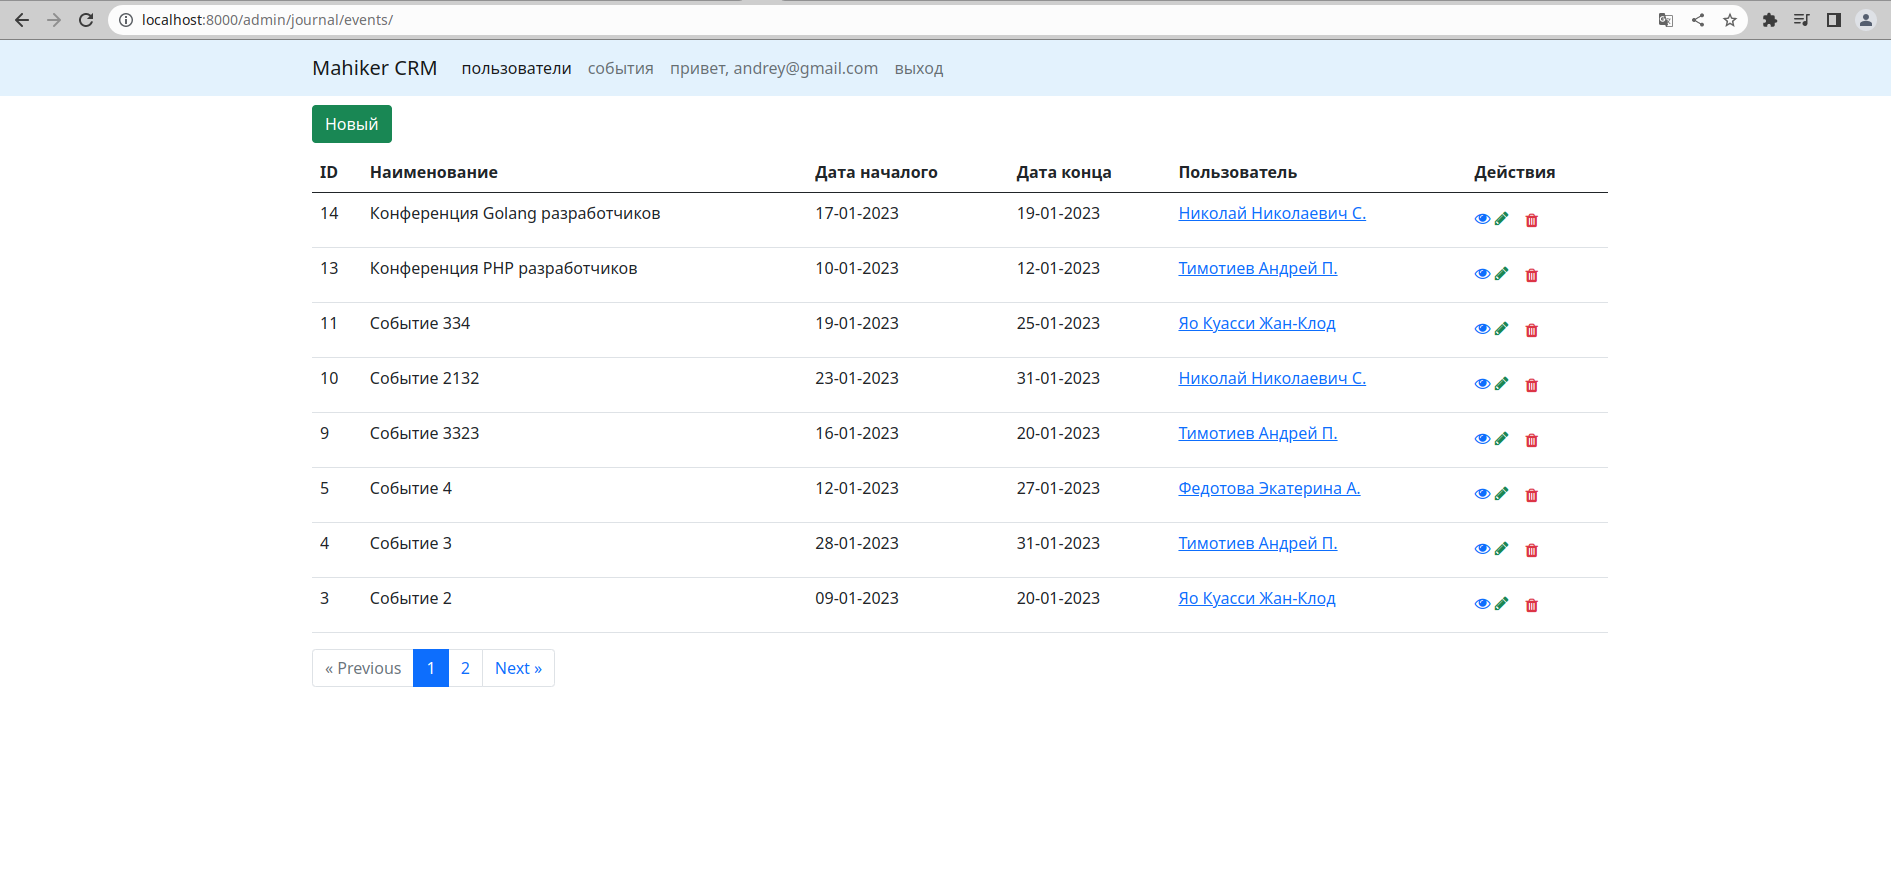 localhost:8000/admin/journal/events/
Mahiker CRM пользователи события привет, andrey@gmail.com выход
Новый
ID Наименование Дата началого Дата конца Пользователь Действия
14 Конференция Golang разработчиков 17-01-2023 19-01-2023 Николай Николаевич С.
13 Конференция PHP разработчиков 10-01-2023 12-01-2023 Тимотиев Андрей П.
11 Событие 334 19-01-2023 25-01-2023 Яо Куасси Жан-Клод
10 Событие 2132 23-01-2023 31-01-2023 Николай Николаевич С.
9 Событие 3323 16-01-2023 20-01-2023 Тимотиев Андрей П.
5 Событие 4 12-01-2023 27-01-2023 Федотова Экатерина А.
4 Событие 3 28-01-2023 31-01-2023 Тимотиев Андрей П.
3 Событие 2 09-01-2023 20-01-2023 Яо Куасси Жан-Клод
« Previous 1 2 Next »